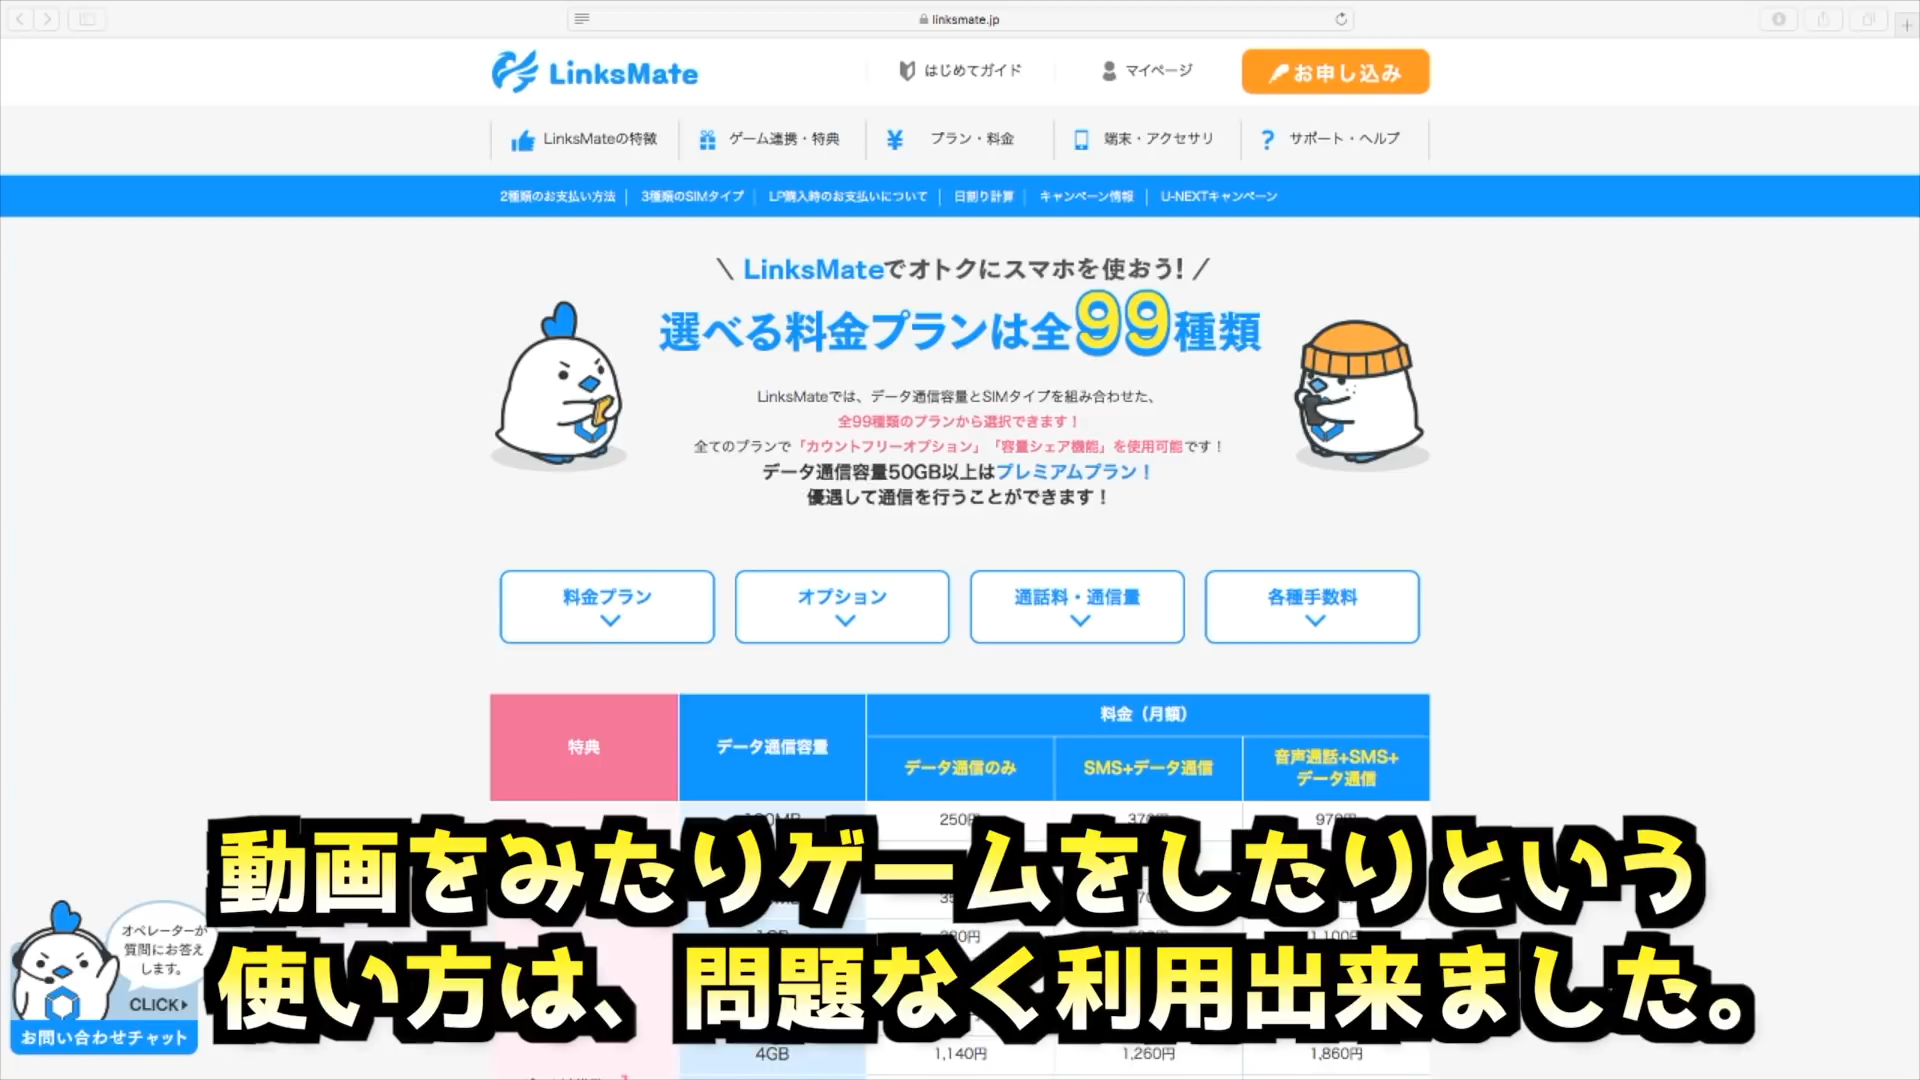 linksmate.jp
LinksMate
はじめてガイド
マイページ
お申し込み
LinksMateの特徴
ゲーム連携・特典
¥ プラン・料金
端末・アクセサリ
? サポート・ヘルプ
2種類のお支払い方法
3種類のSIMタイプ
LP購入時のお支払いについて
日割り計算
キャンペーン情報
U-NEXTキャンペーン
\ LinksMateでオトクにスマホを使おう! /
選べる料金プランは全99種類
LinksMateでは、データ通信容量とSIMタイプを組み合わせた、
全99種類のプランから選択できます！
全てのプランで「カウントフリーオプション」「容量シェア機能」を使用可能です！
データ通信容量50GB以上はプレミアムプラン！
優遇して通信を行うことができます！
料金プラン
オプション
通話料・通信量
各種手数料
特典
データ通信容量
料金（月額）
データ通信のみ
SMS+データ通信
音声通話+SMS+
データ通信
動画をみたりゲームをしたりという
使い方は、問題なく利用出来ました。
4GB
1,140円
1,260円
1,860円
オペレーターが
質問にお答え
します。
CLICK
お問い合わせチャット